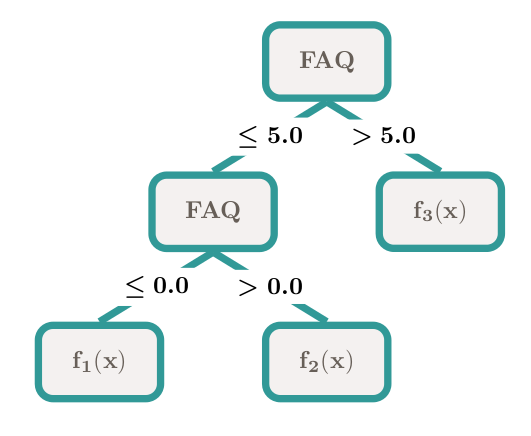 FAQ
≤ 5.0
> 5.0
FAQ
f₃(x)
≤ 0.0
> 0.0
f₁(x)
f₂(x)